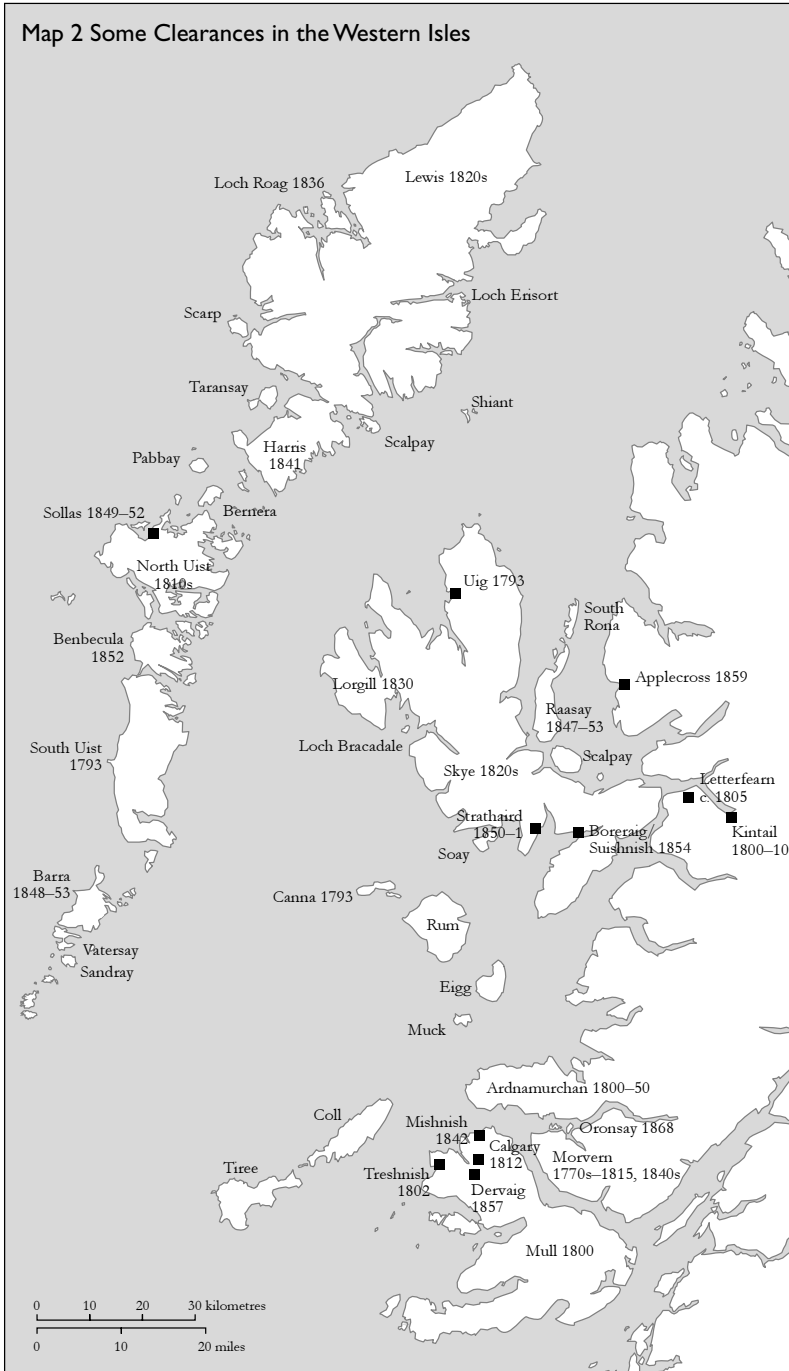 Map 2 Some Clearances in the Western Isles
Lewis 1820s
Loch Roag 1836
Loch Erisort
Scarp
Taransay
Shiant
Scalpay
Harris
1841
Pabbay
Bernera
Sollas 1849–52
North Uist
1810s
Uig 1793
South
Rona
Benbecula
1852
Applecross 1859
Lorgill 1830
Raasay
1847–53
South Uist
1793
Loch Bracadale
Scalpay
Skye 1820s
Letterfearn
c. 1805
Strathaird
1850–1
Boreraig
Suishnish 1854
Kintail
1800–10
Soay
Barra
1848–53
Canna 1793
Rum
Vatersay
Sandray
Eigg
Muck
Ardnamurchan 1800–50
Coll
Mishnish
1842
Oronsay 1868
Calgary
1812
Morvern
1770s–1815, 1840s
Tiree
Treshnish
1802
Dervaig
1857
Mull 1800
0 10 20 30 kilometres
0 10 20 miles